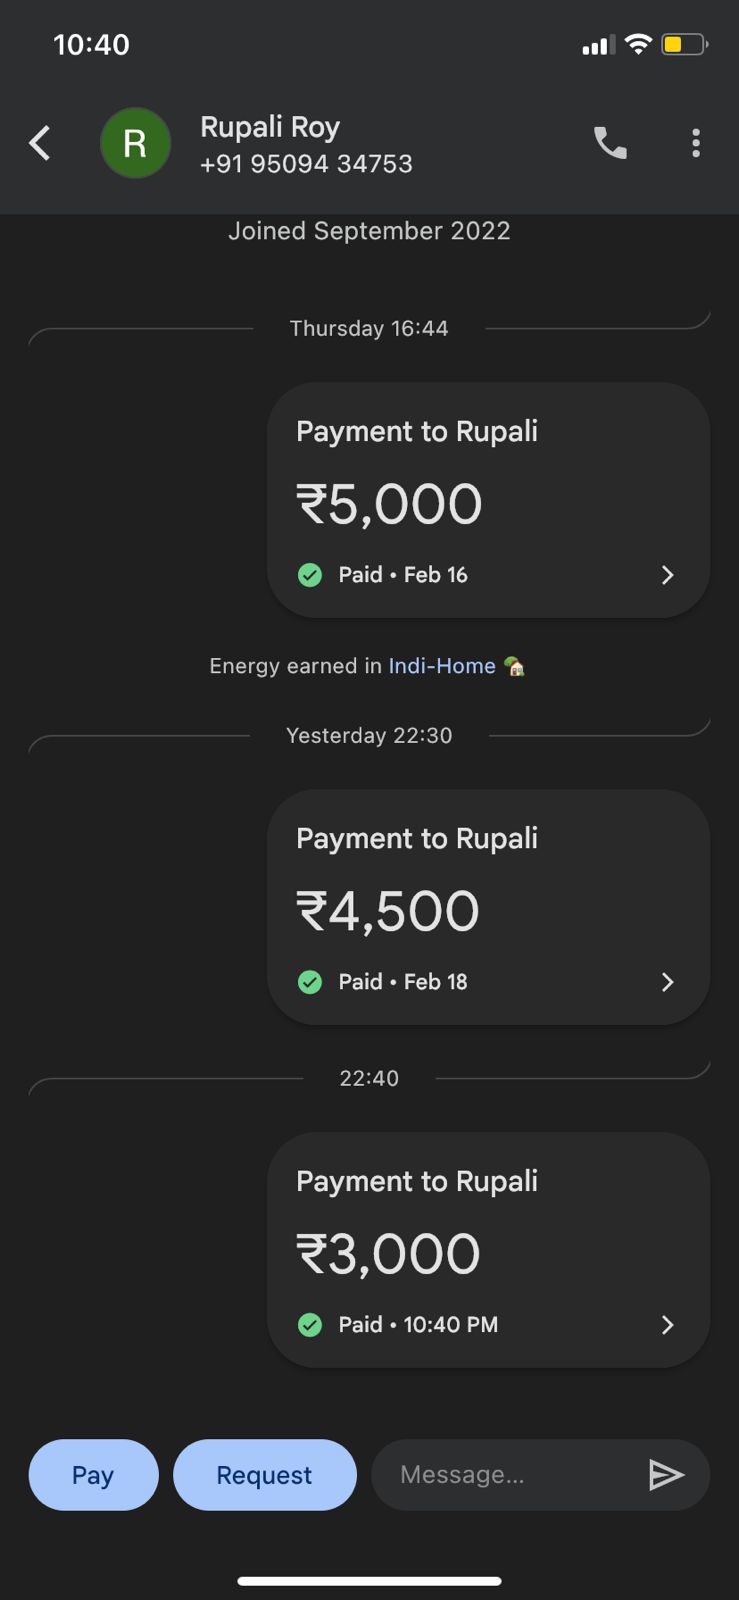 10:40
Rupali Roy
+91 95094 34753
R
Joined September 2022
Thursday 16:44
Payment to Rupali
₹5,000
Paid • Feb 16
Energy earned in Indi-Home
Yesterday 22:30
Payment to Rupali
₹4,500
Paid • Feb 18
22:40
Payment to Rupali
₹3,000
Paid • 10:40 PM
Pay
Request
Message...